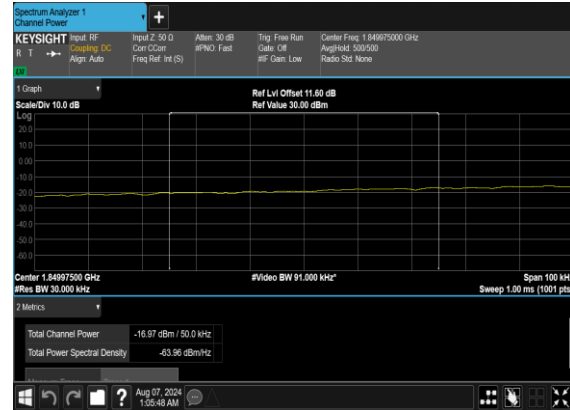 Spectrum Analyzer 1
Channel Power
+
KEYSIGHT Input: RF Input Z: 50 Ω Atten: 30 dB Trig: Free Run Center Freq: 1.849975000 GHz
R T Coupling: DC Corr CCorr #PNO: Fast Gate: Off Avg|Hold: 500/500
Align: Auto Freq Ref: Int (S) #IF Gain: Low Radio Std: None
1 Graph
Ref Lvl Offset 11.60 dB
Scale/Div 10.0 dB Ref Value 30.00 dBm
Log
20.0
10.0
0.00
-10.0
-20.0
-30.0
-40.0
-50.0
-60.0
Center 1.84997500 GHz #Video BW 91.000 kHz* Span 100 kH
#Res BW 30.000 kHz Sweep 1.00 ms (1001 pts
2 Metrics
Total Channel Power -16.97 dBm / 50.0 kHz
Total Power Spectral Density -63.96 dBm/Hz
? Aug 07, 2024
1:05:48 AM